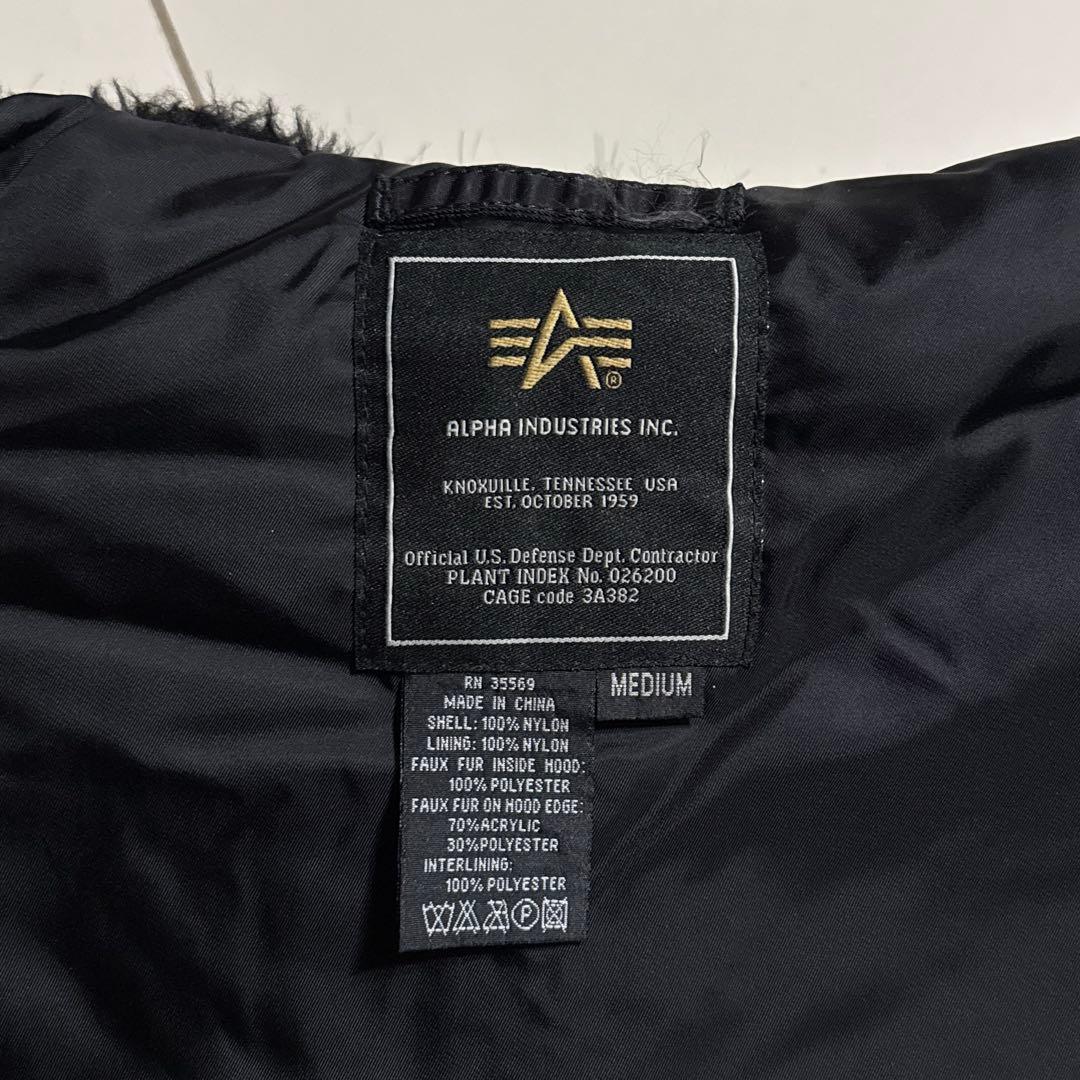 ®
ALPHA INDUSTRIES INC.
KNOXVILLE, TENNESSEE USA
EST. OCTOBER 1959
Official U.S. Defense Dept. Contractor
PLANT INDEX No. 026200
CAGE code 3A382
MEDIUM
RN 35569
MADE IN CHINA
SHELL: 100% NYLON
LINING: 100% NYLON
FAUX FUR INSIDE HOOD:
100% POLYESTER
FAUX FUR ON HOOD EDGE:
70% ACRYLIC
30% POLYESTER
INTERLINING:
100% POLYESTER
P